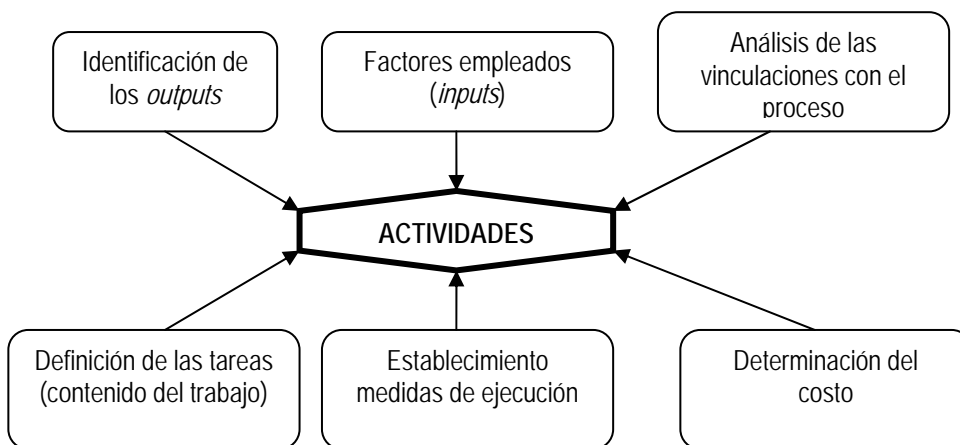 Identificación de
los outputs
Factores empleados
(inputs)
Análisis de las
vinculaciones con el
proceso
ACTIVIDADES
Definición de las tareas
(contenido del trabajo)
Establecimiento
medidas de ejecución
Determinación del
costo